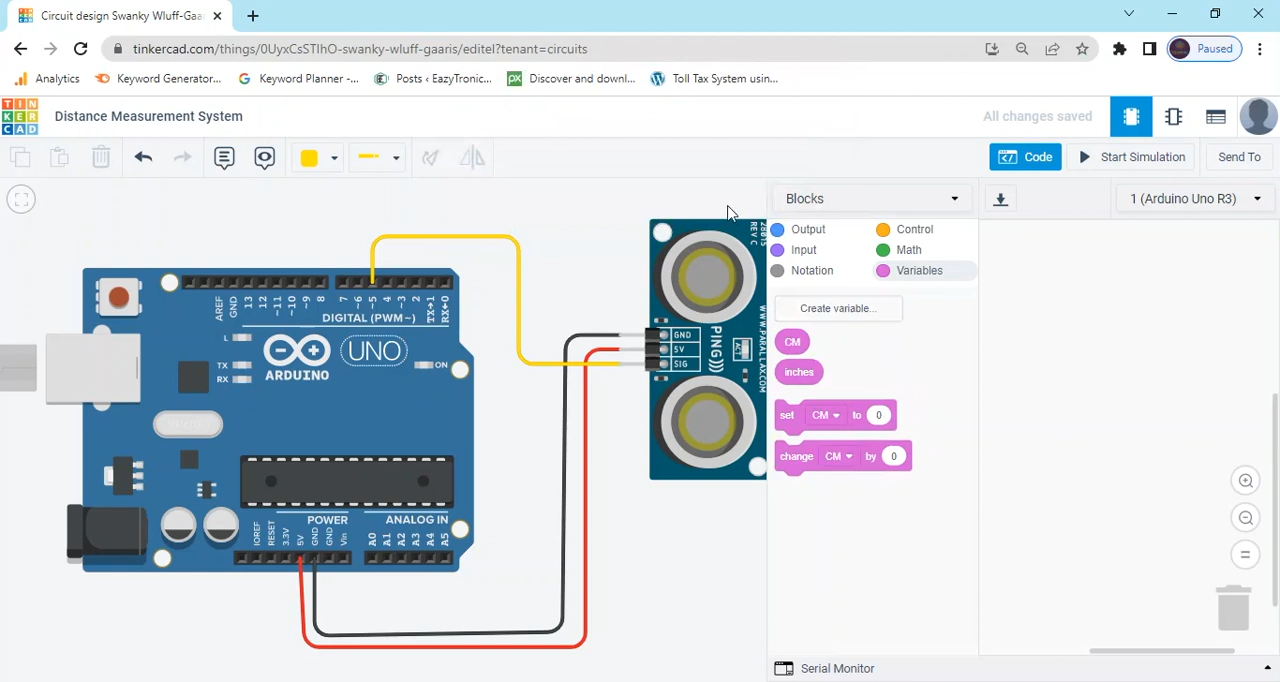 Circuit design Swanky Wluff-Gaa
tinkercad.com/things/0UyxCsSTIhO-swanky-wluff-gaaris/editel?tenant=circuits
Paused
Analytics
Keyword Generator...
Keyword Planner -...
Posts ‹ EazyTronic...
Discover and downl...
Toll Tax System usin...
TINKERCAD
Distance Measurement System
All changes saved
Code
Start Simulation
Send To
Blocks
1 (Arduino Uno R3)
Output
Control
Input
Math
Notation
Variables
Create variable...
CM
inches
set CM to 0
change CM by 0
AREF GND 13 12 ~11 ~10 ~9 8 7 ~6 ~5 4 ~3 2 TX→1 RX←0
DIGITAL (PWM~)
L
TX
RX
ARDUINO
UNO
ON
POWER
ANALOG IN
IOREF RESET 3.3V 5V GND GND Vin A0 A1 A2 A3 A4 A5
28015
REV C
GND
5V
SIG
PING)))
ACT
WWW.PARALLAX.COM
Serial Monitor